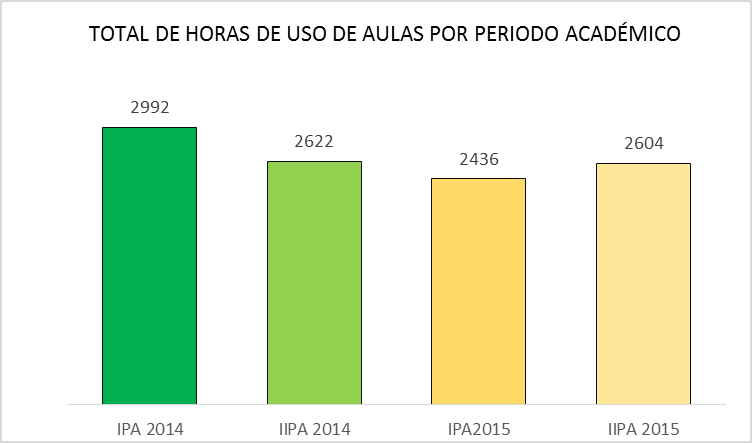 TOTAL DE HORAS DE USO DE AULAS POR PERIODO ACADÉMICO
2992
2622
2436
2604
IPA 2014
IIPA 2014
IPA2015
IIPA 2015